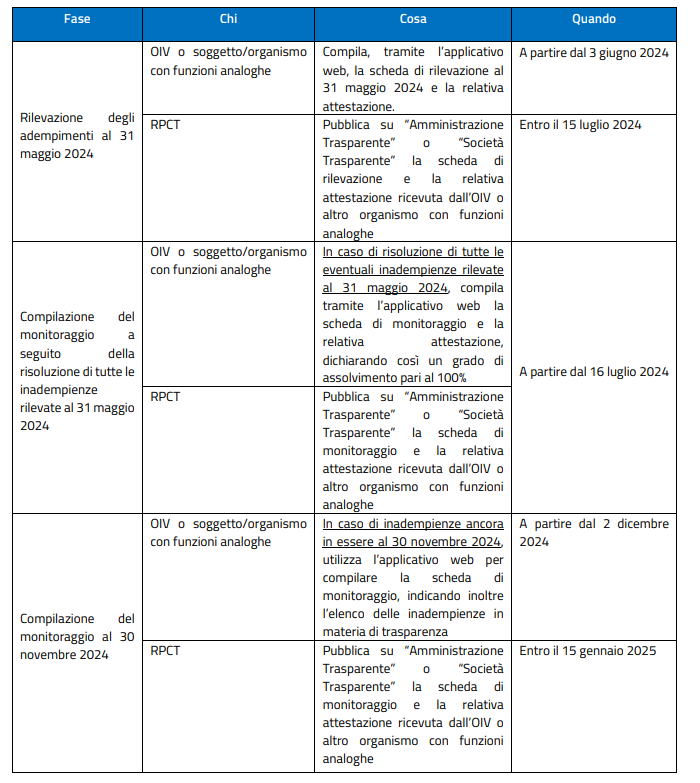 Fase
Chi
Cosa
Quando
Rilevazione degli
adempimenti al 31
maggio 2024
OIV o soggetto/organismo
con funzioni analoghe
Compila, tramite l'applicativo
web, la scheda di rilevazione al
31 maggio 2024 e la relativa
attestazione.
A partire dal 3 giugno 2024
RPCT
Pubblica su "Amministrazione
Trasparente" o "Società
Trasparente" la scheda di
rilevazione e la relativa
attestazione ricevuta dall'OIV o
altro organismo con funzioni
analoghe
Entro il 15 luglio 2024
Compilazione del
monitoraggio a
seguito della
risoluzione di tutte le
inadempienze
rilevate al 31 maggio
2024
OIV o soggetto/organismo
con funzioni analoghe
In caso di risoluzione di tutte le
eventuali inadempienze rilevate
al 31 maggio 2024, compila
tramite l'applicativo web la
scheda di monitoraggio e la
relativa attestazione,
dichiarando così un grado di
assolvimento pari al 100%
A partire dal 16 luglio 2024
RPCT
Pubblica su "Amministrazione
Trasparente" o "Società
Trasparente" la scheda di
monitoraggio e la relativa
attestazione ricevuta dall'OIV o
altro organismo con funzioni
analoghe
Compilazione del
monitoraggio al 30
novembre 2024
OIV o soggetto/organismo
con funzioni analoghe
In caso di inadempienze ancora
in essere al 30 novembre 2024,
utilizza l'applicativo web per
compilare la scheda di
monitoraggio, indicando inoltre
l'elenco delle inadempienze in
materia di trasparenza
A partire dal 2 dicembre
2024
RPCT
Pubblica su "Amministrazione
Trasparente" o "Società
Trasparente" la scheda di
monitoraggio e la relativa
attestazione ricevuta dall'OIV o
altro organismo con funzioni
analoghe
Entro il 15 gennaio 2025